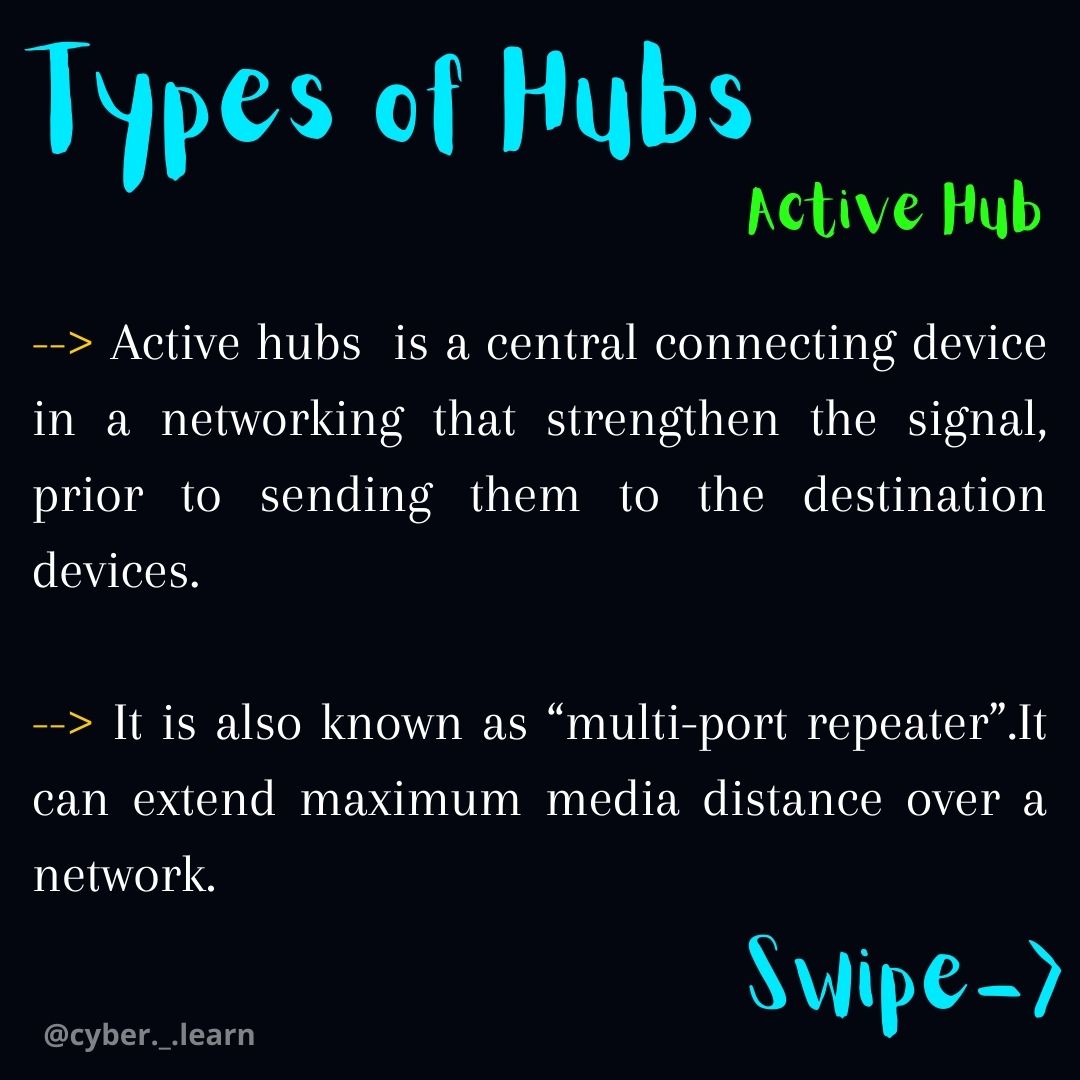 Types of Hubs
Active Hub
--> Active hubs  is a central connecting device
in a networking that strengthen the signal,
prior to sending them to the destination
devices.
--> It is also known as “multi-port repeater”.It
can extend maximum media distance over a
network.
Swipe->
@cyber._.learn